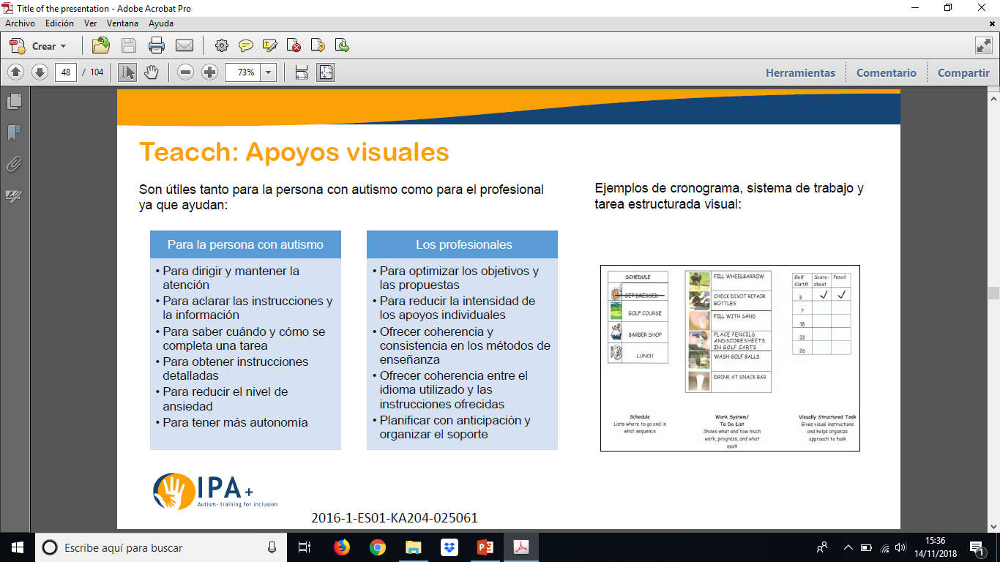 Title of the presentation - Adobe Acrobat Pro
Archivo Edición Ver Ventana Ayuda
Crear
48 / 104
73%
Herramientas Comentario Compartir
Teacch: Apoyos visuales
Son útiles tanto para la persona con autismo como para el profesional
ya que ayudan:
Para la persona con autismo
• Para dirigir y mantener la
atención
• Para aclarar las instrucciones y
la información
• Para saber cuándo y cómo se
completa una tarea
• Para obtener instrucciones
detalladas
• Para reducir el nivel de
ansiedad
• Para tener más autonomía
Los profesionales
• Para optimizar los objetivos y
las propuestas
• Para reducir la intensidad de
los apoyos individuales
• Ofrecer coherencia y
consistencia en los métodos de
enseñanza
• Ofrecer coherencia entre el
idioma utilizado y las
instrucciones ofrecidas
• Planificar con anticipación y
organizar el soporte
Ejemplos de cronograma, sistema de trabajo y
tarea estructurada visual:
SCHEDULE
GET DRESSED
GOLF COURSE
BARBER SHOP
LUNCH
Schedule
Lists where to go and in
what sequence
FILL WHEELBARROW
CHECK DIVOT REPAIR
BOTTLES
FILL WITH SAND
PLACE PENCILS
ANDSCORESHEETS
IN GOLF CARTS
WASH GOLF BALLS
DRINK AT SNACK BAR
Work System/
To Do List
Shows what and how much
work, progress, and what
next
Golf Score- Pencil
Cart# sheet
3 ✓ ✓
7
18
32
26
Visually Structured Task
Gives visual instructions
and helps organize
approach to task
IPA+
Autism- training for inclusion
2016-1-ES01-KA204-025061
Escribe aquí para buscar
15:36
14/11/2018
1